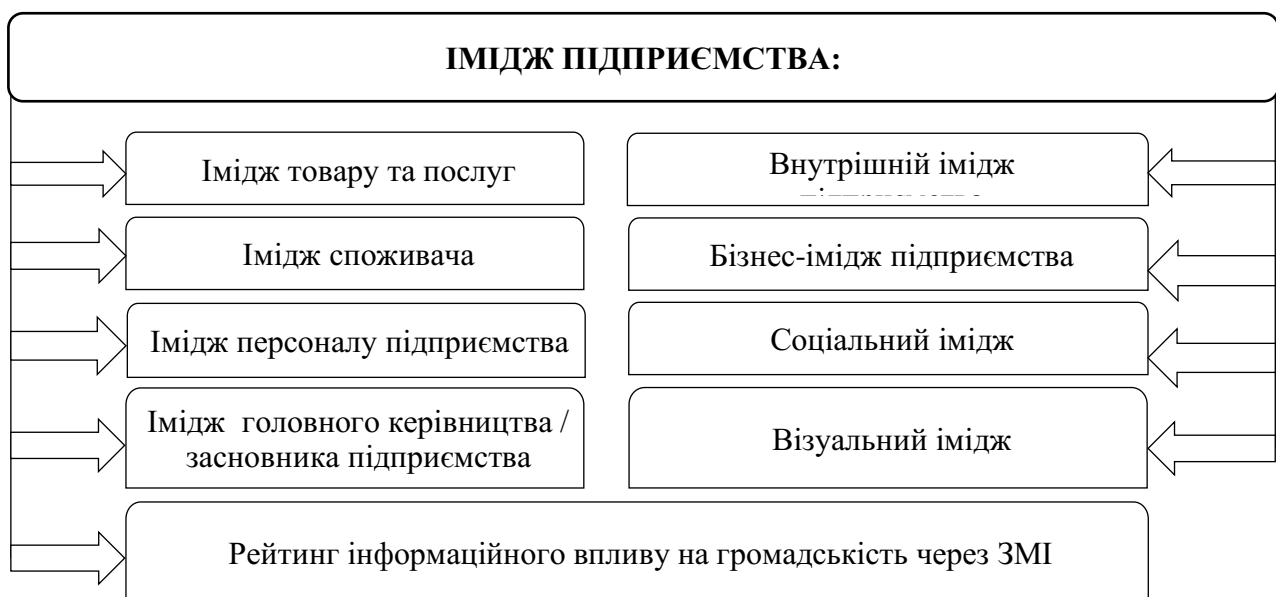 ІМІДЖ ПІДПРИЄМСТВА:
Імідж товару та послуг
Внутрішній імідж
Імідж споживача
Бізнес-імідж підприємства
Імідж персоналу підприємства
Соціальний імідж
Імідж головного керівництва /
засновника підприємства
Візуальний імідж
Рейтинг інформаційного впливу на громадськість через ЗМІ